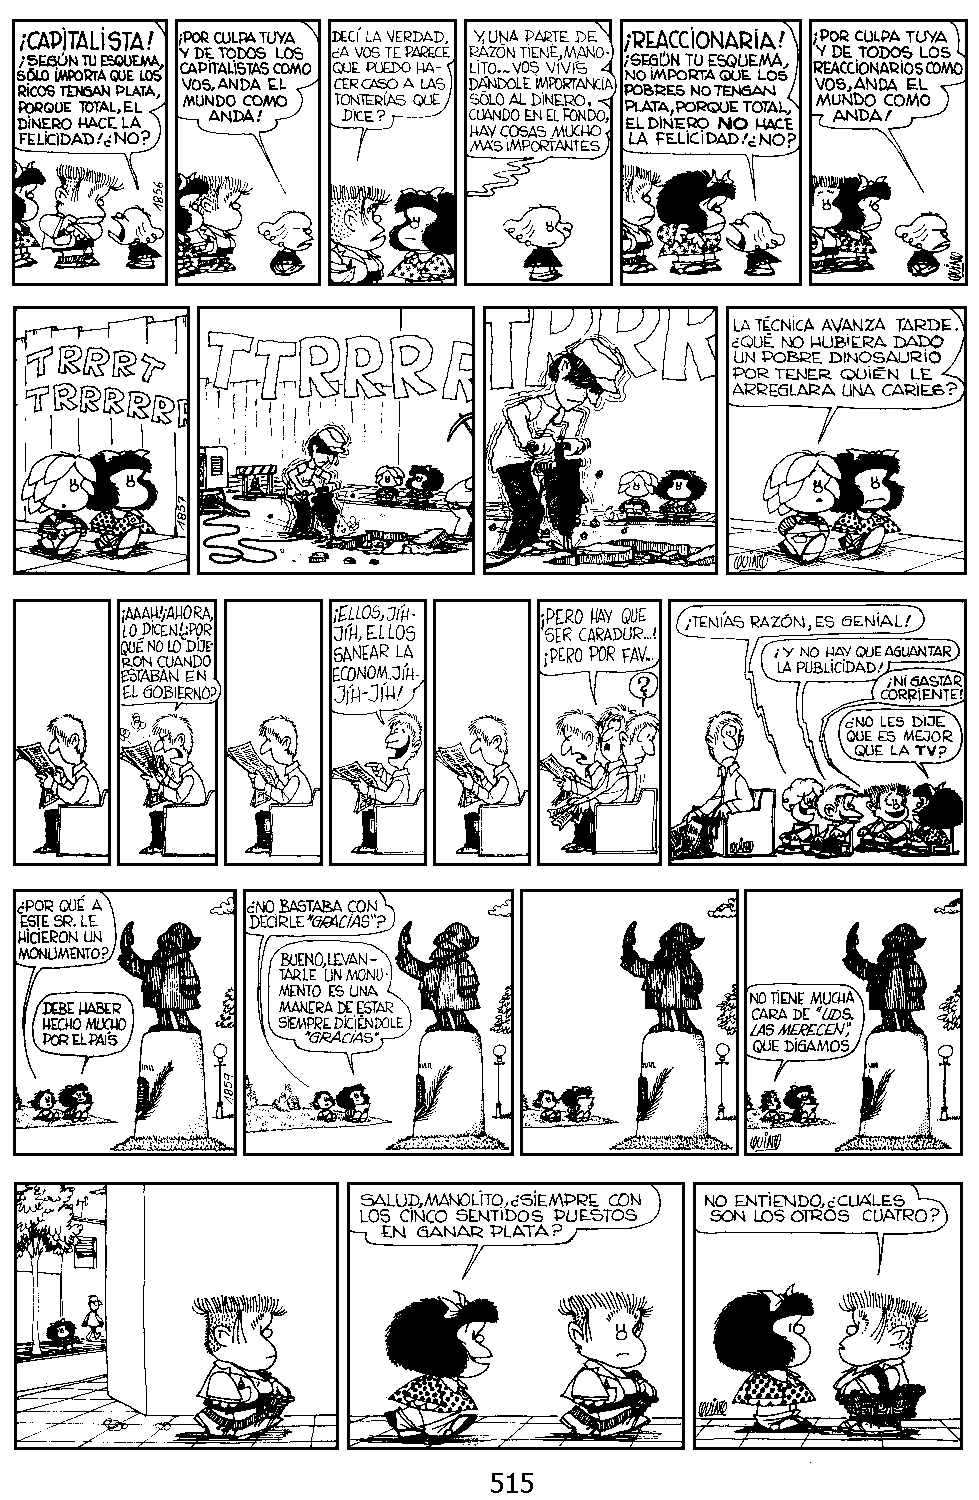 ¡CAPITALISTA!
¡SEGÚN TU ESQUEMA,
SÓLO IMPORTA QUE LOS
RICOS TENGAN PLATA,
PORQUE TOTAL, EL
DINERO HACE LA
FELICIDAD! ¿NO?
1856
¡POR CULPA TUYA
Y DE TODOS LOS
CAPITALISTAS COMO
VOS, ANDA EL
MUNDO COMO
ANDA!
DECÍ LA VERDAD,
¿A VOS TE PARECE
QUE PUEDO HA-
CER CASO A LAS
TONTERÍAS QUE
DICE?
Y, UNA PARTE DE
RAZÓN TIENE, MANO-
LITO... VOS VIVÍS
DÁNDOLE IMPORTANCIA
SÓLO AL DINERO,
CUANDO EN EL FONDO,
HAY COSAS MUCHO
MÁS IMPORTANTES
¡REACCIONARIA!
¡SEGÚN TU ESQUEMA,
NO IMPORTA QUE LOS
POBRES NO TENGAN
PLATA, PORQUE TOTAL,
EL DINERO NO HACE
LA FELICIDAD! ¿NO?
¡POR CULPA TUYA
Y DE TODOS LOS
REACCIONARIOS COMO
VOS, ANDA EL
MUNDO COMO
ANDA!
QUINO
TRRRT
TRRRRRR
1857
TTRRRR
TRRRR
LA TÉCNICA AVANZA TARDE.
¿QUÉ NO HUBIERA DADO
UN POBRE DINOSAURIO
POR TENER QUIÉN LE
ARREGLARA UNA CARIES?
QUINO
¡AAAH!¡AHORA,
LO DICEN!¿POR
QUÉ NO LO DIJE-
RON CUANDO
ESTABAN EN
EL GOBIERNO?
¡ELLOS, JÍH-
JÍH, ELLOS
SANEAR LA
ECONOM, JÍH-
JÍH-JÍH!
¡PERO HAY QUE
SER CARADUR...!
¡PERO POR FAV..
?
¡TENÍAS RAZÓN, ES GENIAL!
¡Y NO HAY QUE AGUANTAR
LA PUBLICIDAD!
¡NI GASTAR
CORRIENTE!
¿NO LES DIJE
QUE ES MEJOR
QUE LA TV?
QUINO
¿POR QUÉ A
ESTE SR. LE
HICIERON UN
MONUMENTO?
DEBE HABER
HECHO MUCHO
POR EL PAÍS
1859
¿NO BASTABA CON
DECIRLE "GRACIAS"?
BUENO, LEVAN-
TARLE UN MONU-
MENTO ES UNA
MANERA DE ESTAR
SIEMPRE DICIÉNDOLE
"GRACIAS"
NO TIENE MUCHA
CARA DE "UDS.
LAS MERECEN",
QUE DIGAMOS
QUINO
SALUD, MANOLITO, ¿SIEMPRE CON
LOS CINCO SENTIDOS PUESTOS
EN GANAR PLATA?
NO ENTIENDO, ¿CUÁLES
SON LOS OTROS CUATRO?
QUINO
515